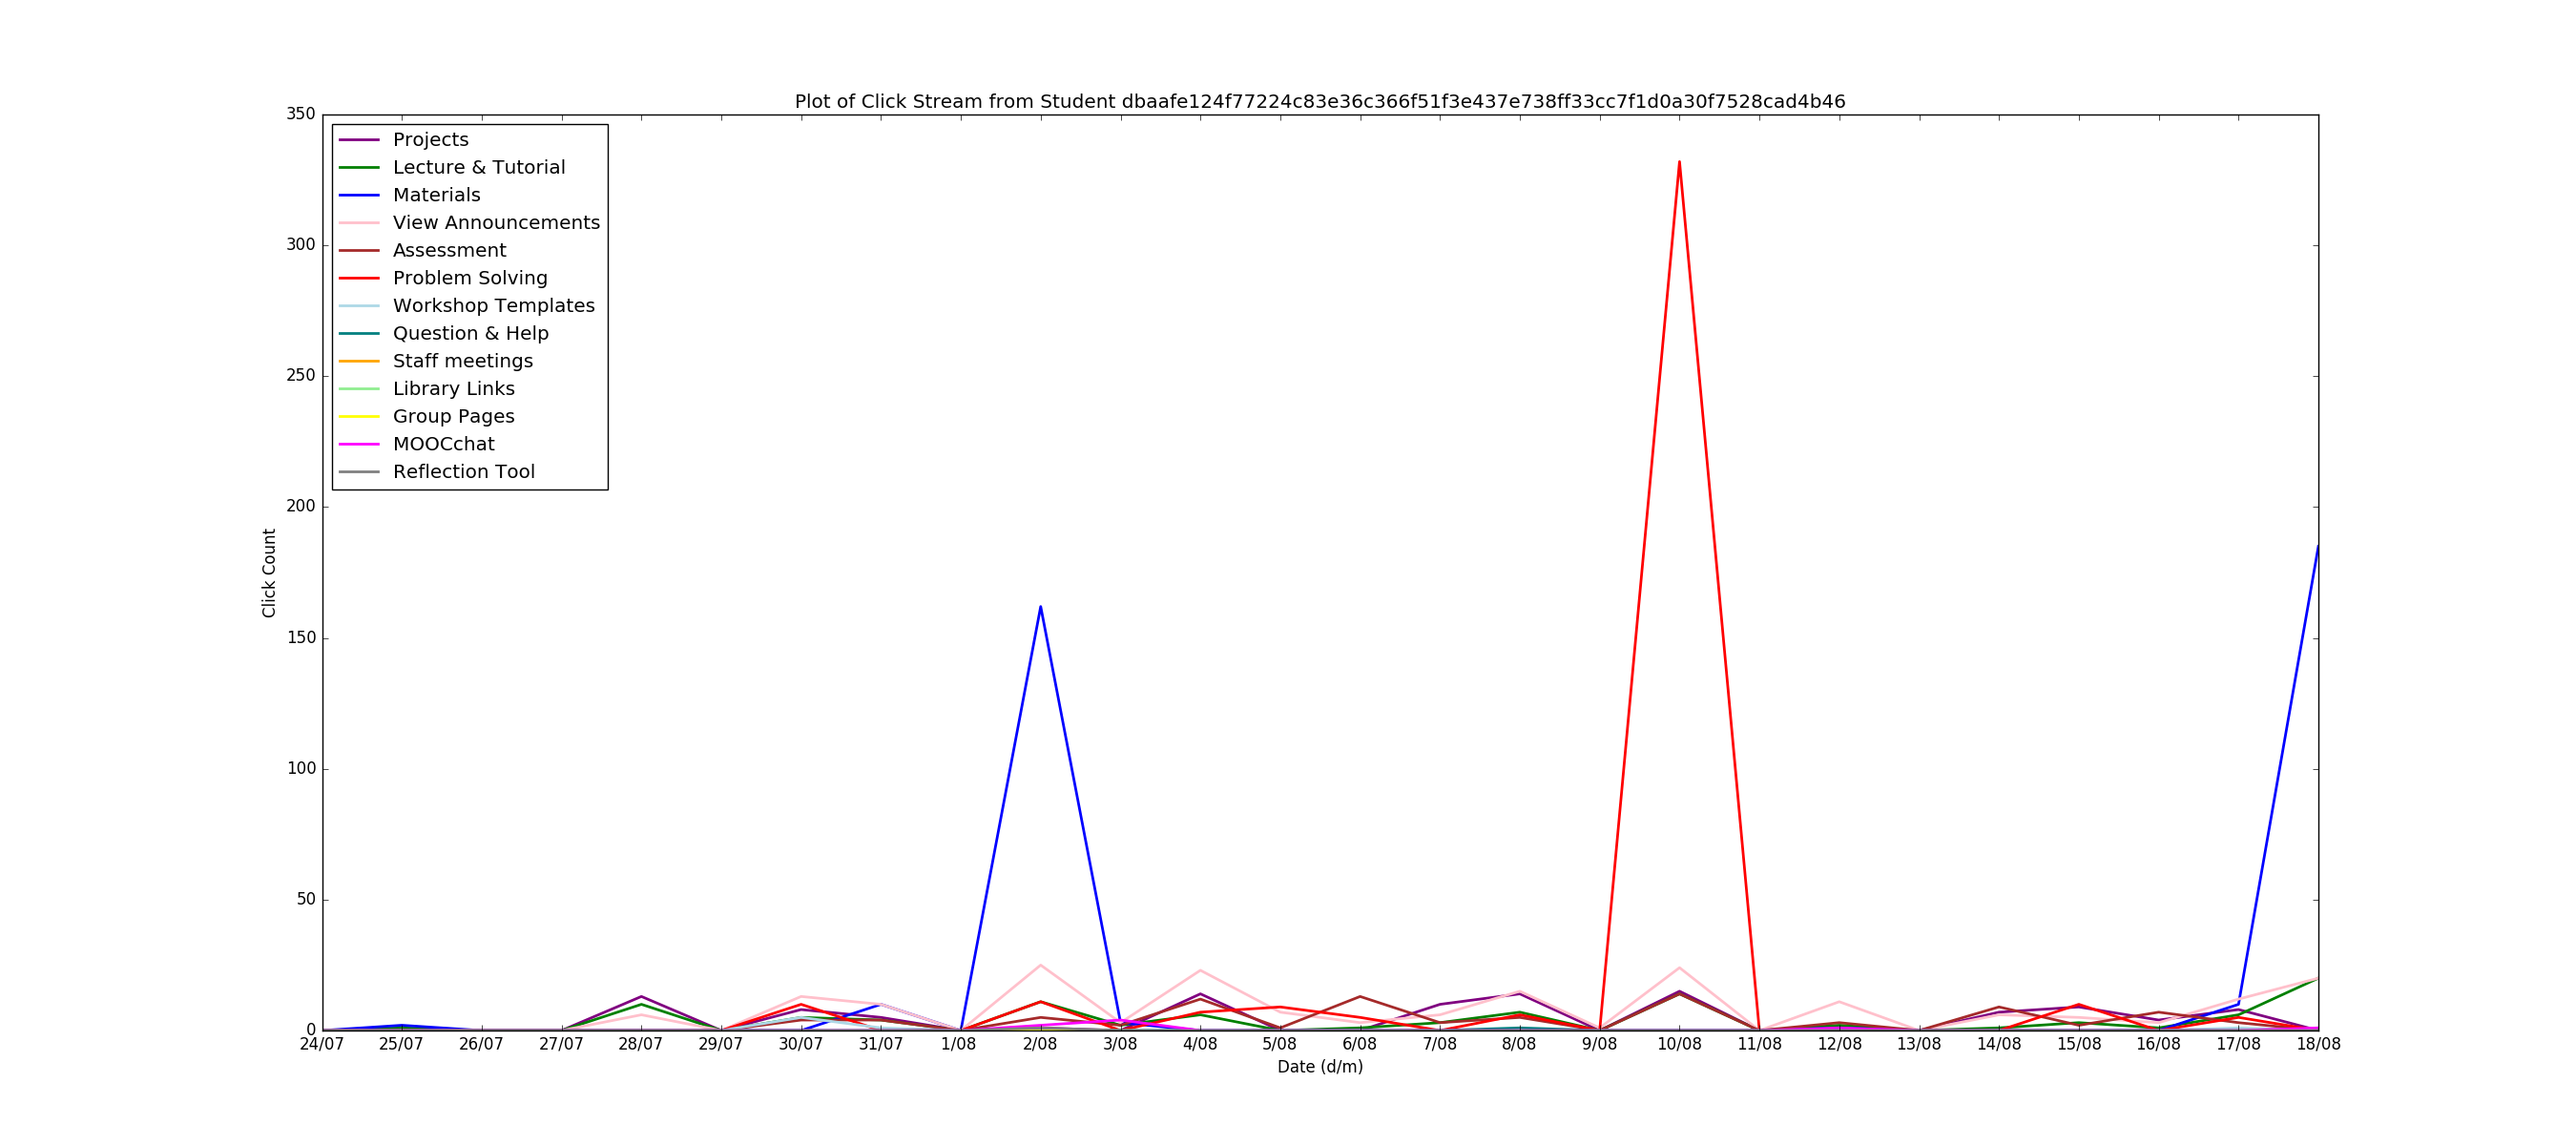 Plot of Click Stream from Student dbaafe124f77224c83e36c366f51f3e437e738ff33cc7f1d0a30f7528cad4b46
350
300
250
200
150
100
50
0
Click Count
Projects
Lecture & Tutorial
Materials
View Announcements
Assessment
Problem Solving
Workshop Templates
Question & Help
Staff meetings
Library Links
Group Pages
MOOCchat
Reflection Tool
24/07 25/07 26/07 27/07 28/07 29/07 30/07 31/07 1/08 2/08 3/08 4/08 5/08 6/08 7/08 8/08 9/08 10/08 11/08 12/08 13/08 14/08 15/08 16/08 17/08 18/08
Date (d/m)